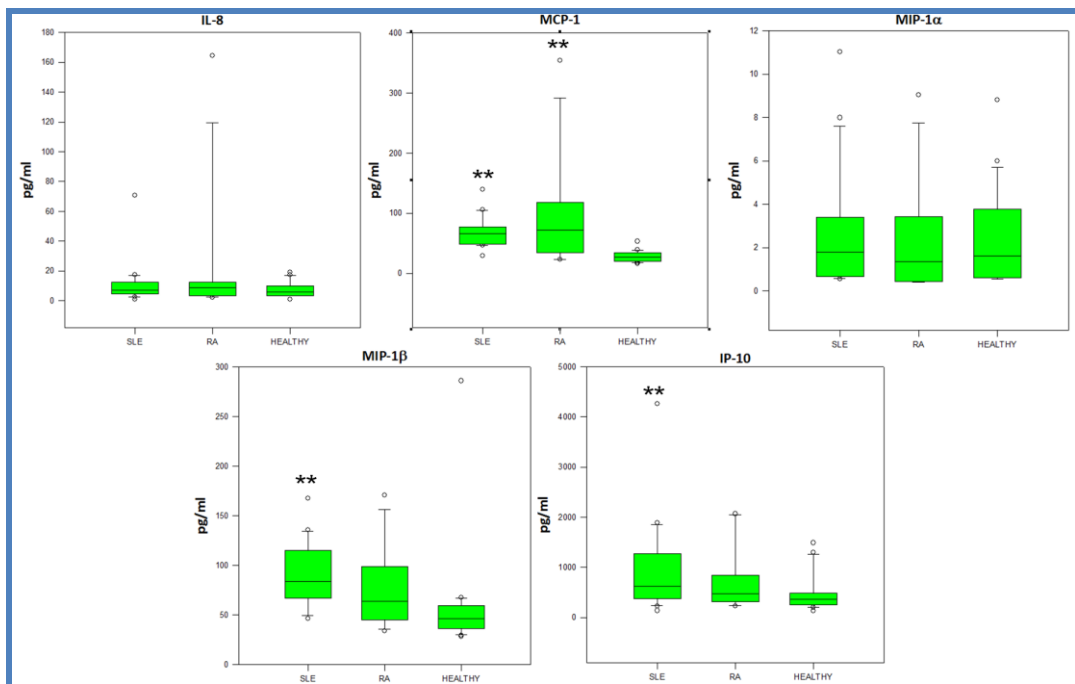 IL-8
180
160
140
120
100
80
60
40
20
0
pg/ml
SLE RA HEALTHY
MCP-1
400
300
200
100
0
pg/ml
**
**
SLE RA HEALTHY
MIP-1α
12
10
8
6
4
2
0
pg/ml
SLE RA HEALTHY
MIP-1β
300
250
200
150
100
50
0
pg/ml
**
SLE RA HEALTHY
IP-10
5000
4000
3000
2000
1000
0
pg/ml
**
SLE RA HEALTHY